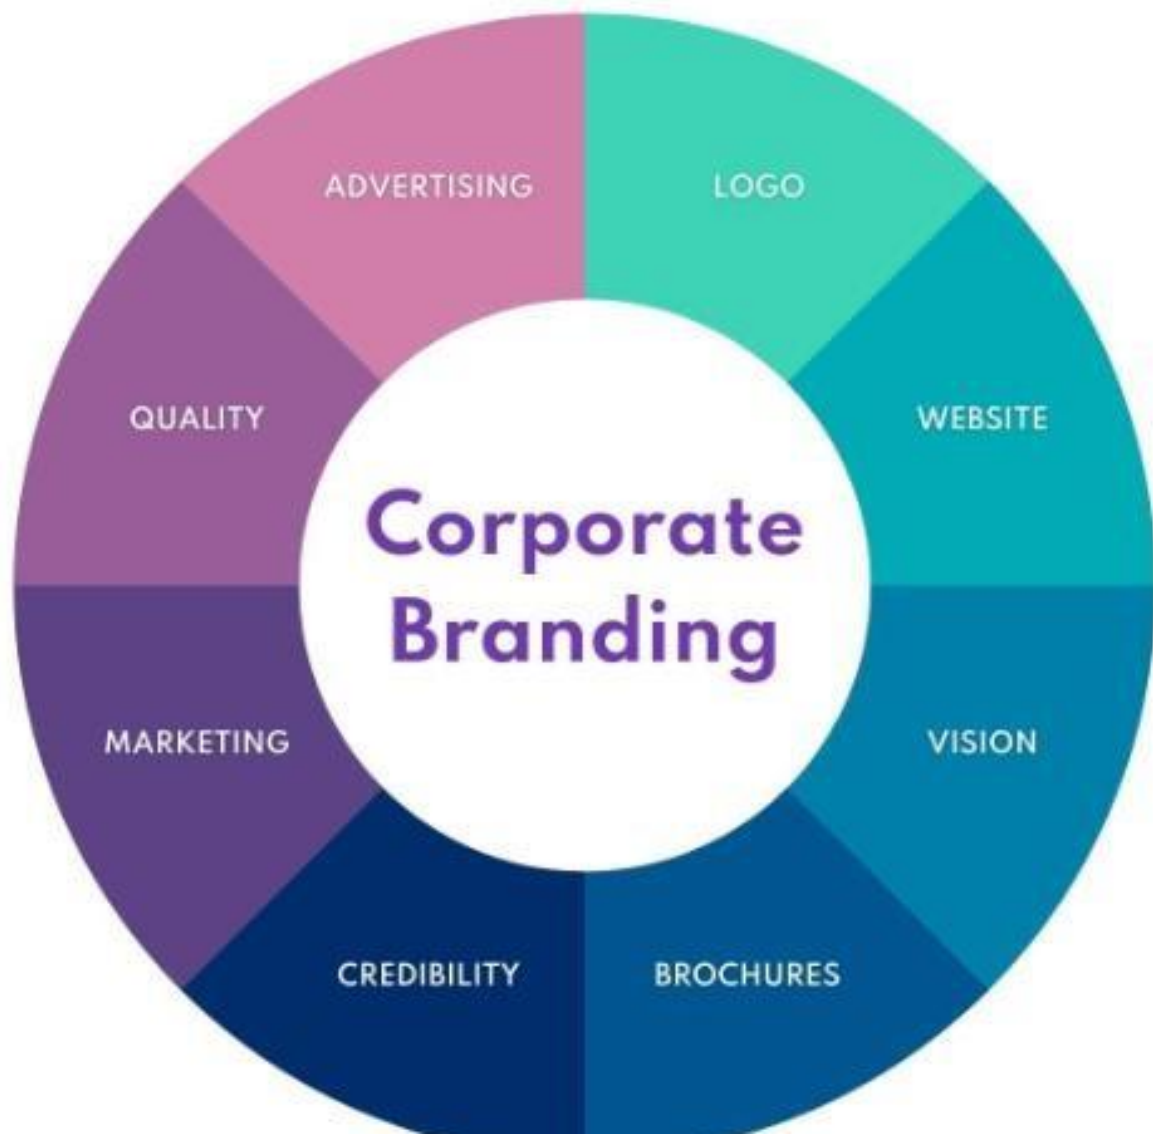 ADVERTISING
LOGO
QUALITY
WEBSITE
Corporate
Branding
MARKETING
VISION
CREDIBILITY
BROCHURES